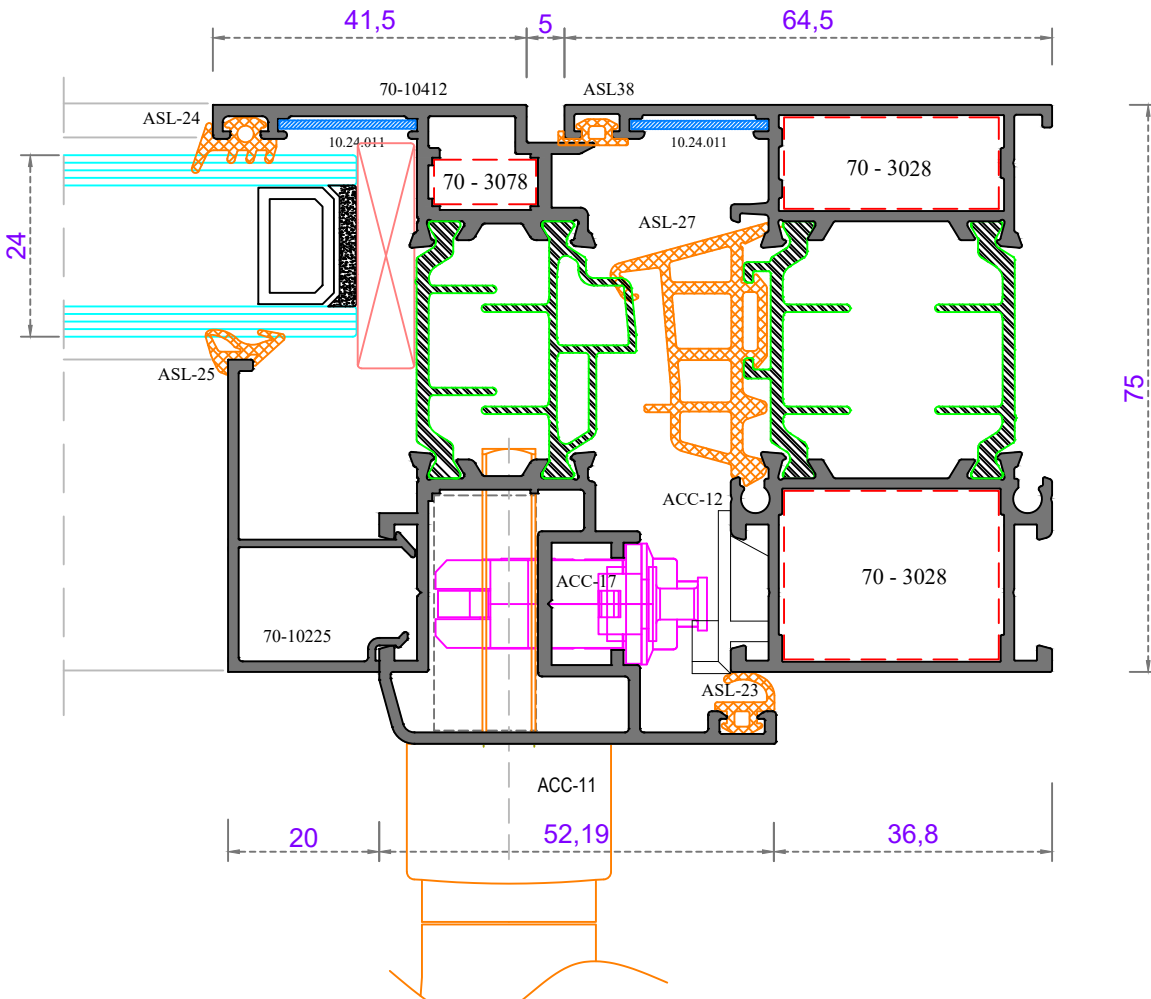 41,5
5
64,5
70-10412
ASL38
ASL-24
10.24.011
10.24.011
70 - 3078
70 - 3028
ASL-27
24
ASL-25
75
ACC-12
ACC-17
70 - 3028
70-10225
ASL-23
ACC-11
20
52,19
36,8